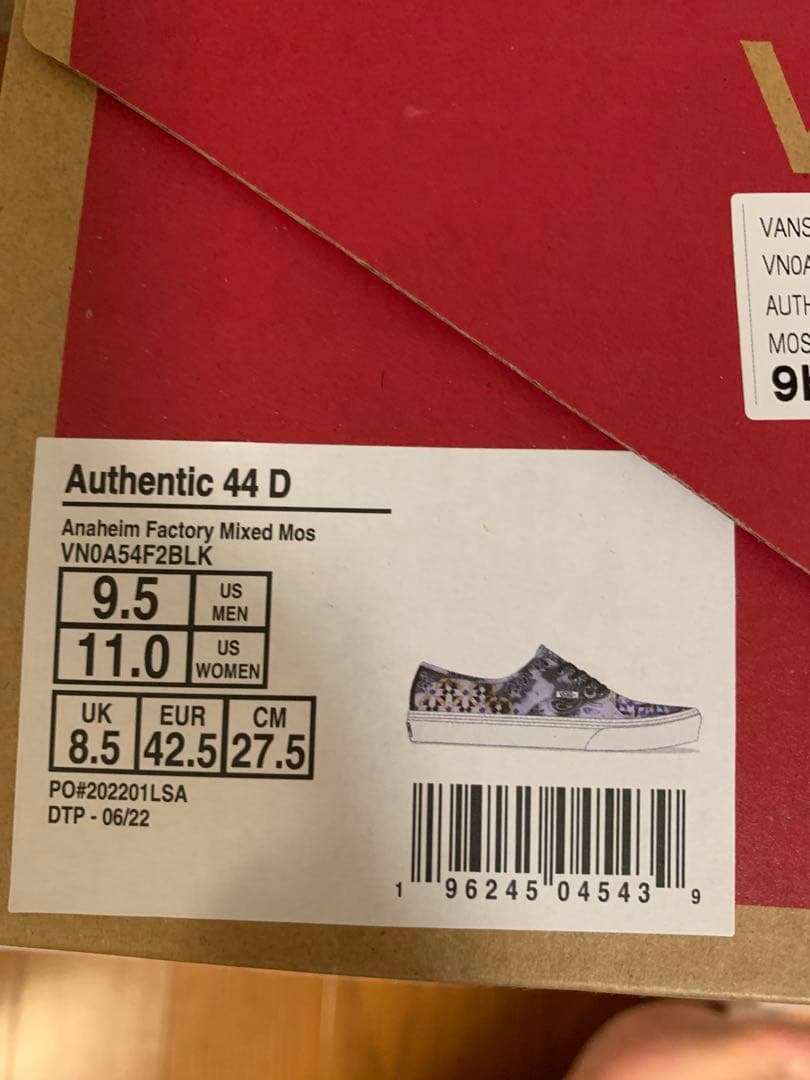 V
VANS
VN0A
AUTH
MOS
Authentic 44 D
Anaheim Factory Mixed Mos
VN0A54F2BLK
9.5 US MEN
11.0 US WOMEN
UK EUR CM
8.5 42.5 27.5
PO#202201LSA
DTP - 06/22
1 96245 04543 9